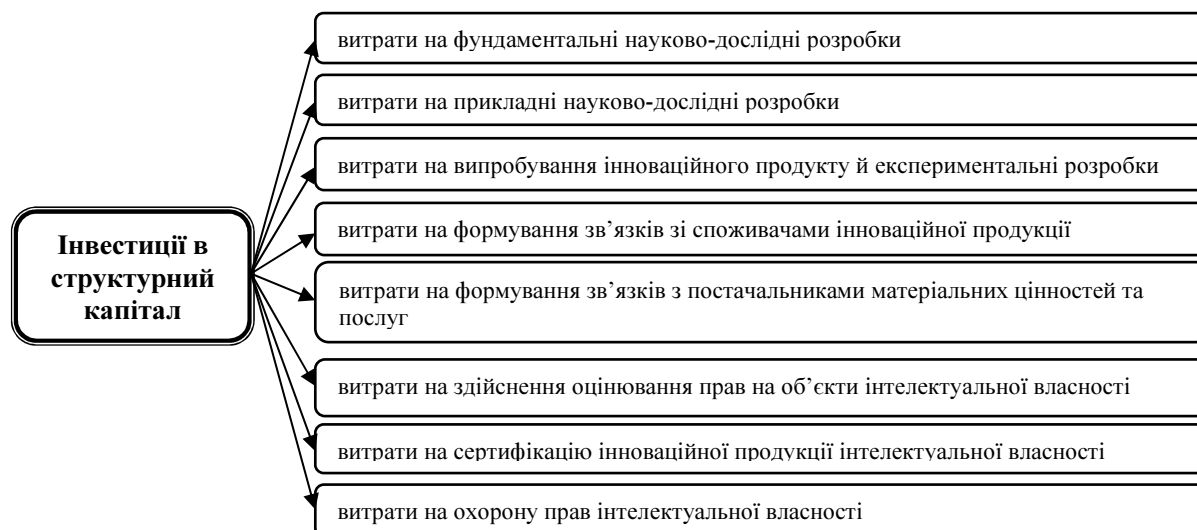 витрати на фундаментальні науково-дослідні розробки
витрати на прикладні науково-дослідні розробки
витрати на випробування інноваційного продукту й експериментальні розробки
витрати на формування зв’язків зі споживачами інноваційної продукції
Інвестиції в
структурний
капітал
витрати на формування зв’язків з постачальниками матеріальних цінностей та
послуг
витрати на здійснення оцінювання прав на об’єкти інтелектуальної власності
витрати на сертифікацію інноваційної продукції інтелектуальної власності
витрати на охорону прав інтелектуальної власності